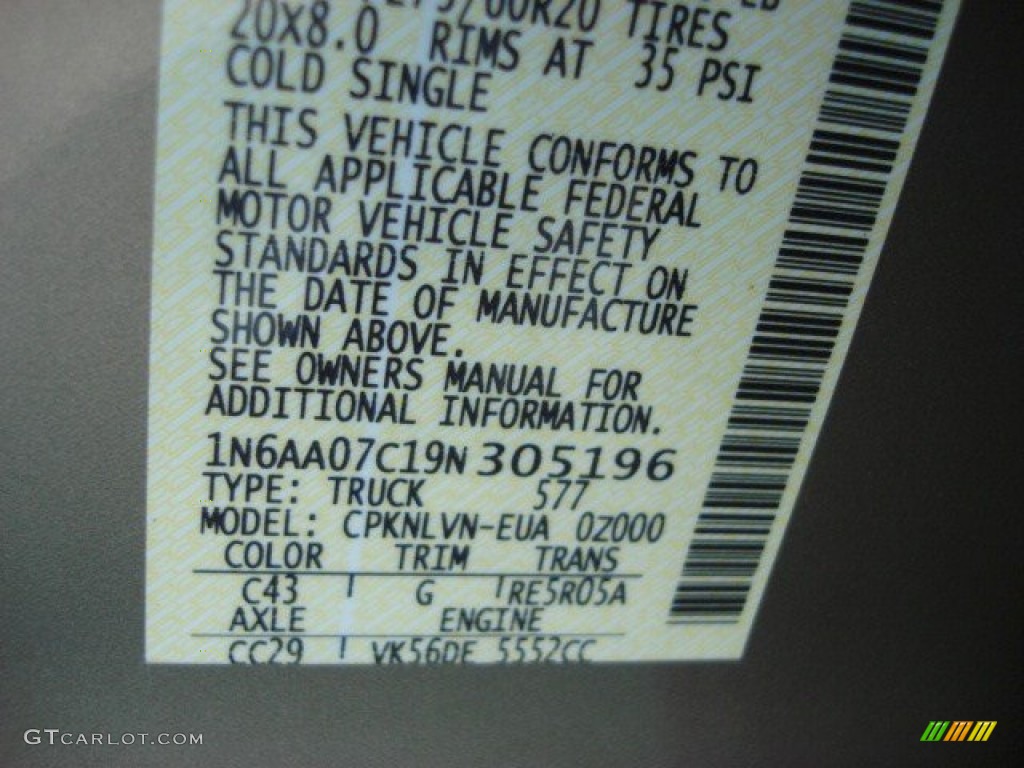 R20 TIRES
20X8.0 RIMS AT 35 PSI
COLD SINGLE
THIS VEHICLE CONFORMS TO
ALL APPLICABLE FEDERAL
MOTOR VEHICLE SAFETY
STANDARDS IN EFFECT ON
THE DATE OF MANUFACTURE
SHOWN ABOVE.
SEE OWNERS MANUAL FOR
ADDITIONAL INFORMATION.
1N6AA07C19N305196
TYPE: TRUCK 577
MODEL: CPKNLVN-EUA 0Z000
COLOR TRIM TRANS
C43 G RE5R05A
AXLE ENGINE
CC29 VK56DE 5552CC
GTCARLOT.COM